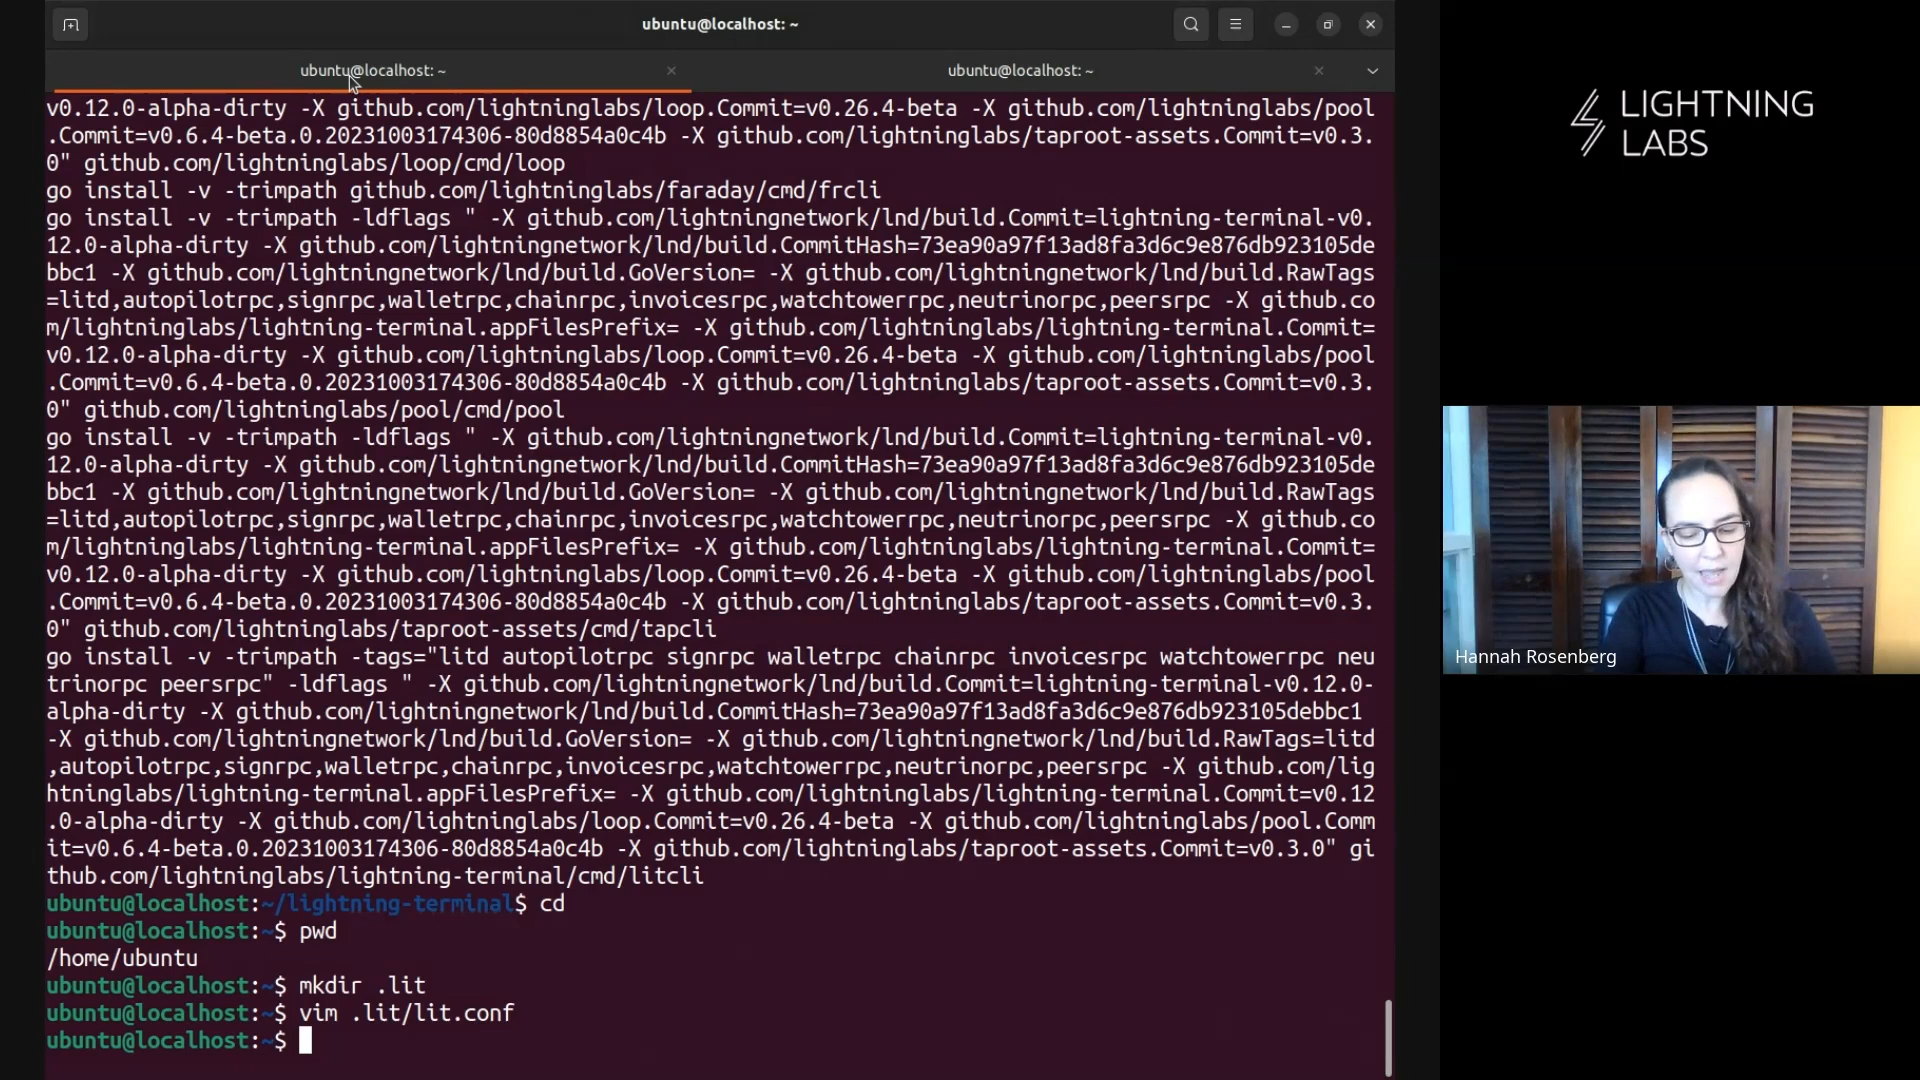 ubuntu@localhost: ~
ubuntu@localhost: ~
ubuntu@localhost: ~
v0.12.0-alpha-dirty -X github.com/lightninglabs/loop.Commit=v0.26.4-beta -X github.com/lightninglabs/pool
.Commit=v0.6.4-beta.0.20231003174306-80d8854a0c4b -X github.com/lightninglabs/taproot-assets.Commit=v0.3.
0" github.com/lightninglabs/loop/cmd/loop
go install -v -trimpath github.com/lightninglabs/faraday/cmd/frcli
go install -v -trimpath -ldflags " -X github.com/lightningnetwork/lnd/build.Commit=lightning-terminal-v0.
12.0-alpha-dirty -X github.com/lightningnetwork/lnd/build.CommitHash=73ea90a97f13ad8fa3d6c9e876db923105de
bbc1 -X github.com/lightningnetwork/lnd/build.GoVersion= -X github.com/lightningnetwork/lnd/build.RawTags
=litd,autopilotrpc,signrpc,walletrpc,chainrpc,invoicesrpc,watchtowerrpc,neutrinorpc,peersrpc -X github.co
m/lightninglabs/lightning-terminal.appFilesPrefix= -X github.com/lightninglabs/lightning-terminal.Commit=
v0.12.0-alpha-dirty -X github.com/lightninglabs/loop.Commit=v0.26.4-beta -X github.com/lightninglabs/pool
.Commit=v0.6.4-beta.0.20231003174306-80d8854a0c4b -X github.com/lightninglabs/taproot-assets.Commit=v0.3.
0" github.com/lightninglabs/pool/cmd/pool
go install -v -trimpath -ldflags " -X github.com/lightningnetwork/lnd/build.Commit=lightning-terminal-v0.
12.0-alpha-dirty -X github.com/lightningnetwork/lnd/build.CommitHash=73ea90a97f13ad8fa3d6c9e876db923105de
bbc1 -X github.com/lightningnetwork/lnd/build.GoVersion= -X github.com/lightningnetwork/lnd/build.RawTags
=litd,autopilotrpc,signrpc,walletrpc,chainrpc,invoicesrpc,watchtowerrpc,neutrinorpc,peersrpc -X github.co
m/lightninglabs/lightning-terminal.appFilesPrefix= -X github.com/lightninglabs/lightning-terminal.Commit=
v0.12.0-alpha-dirty -X github.com/lightninglabs/loop.Commit=v0.26.4-beta -X github.com/lightninglabs/pool
.Commit=v0.6.4-beta.0.20231003174306-80d8854a0c4b -X github.com/lightninglabs/taproot-assets.Commit=v0.3.
0" github.com/lightninglabs/taproot-assets/cmd/tapcli
go install -v -trimpath -tags="litd autopilotrpc signrpc walletrpc chainrpc invoicesrpc watchtowerrpc neu
trinorpc peersrpc" -ldflags " -X github.com/lightningnetwork/lnd/build.Commit=lightning-terminal-v0.12.0-
alpha-dirty -X github.com/lightningnetwork/lnd/build.CommitHash=73ea90a97f13ad8fa3d6c9e876db923105debbc1
-X github.com/lightningnetwork/lnd/build.GoVersion= -X github.com/lightningnetwork/lnd/build.RawTags=litd
,autopilotrpc,signrpc,walletrpc,chainrpc,invoicesrpc,watchtowerrpc,neutrinorpc,peersrpc -X github.com/lig
htninglabs/lightning-terminal.appFilesPrefix= -X github.com/lightninglabs/lightning-terminal.Commit=v0.12
.0-alpha-dirty -X github.com/lightninglabs/loop.Commit=v0.26.4-beta -X github.com/lightninglabs/pool.Comm
it=v0.6.4-beta.0.20231003174306-80d8854a0c4b -X github.com/lightninglabs/taproot-assets.Commit=v0.3.0" gi
thub.com/lightninglabs/lightning-terminal/cmd/litcli
ubuntu@localhost:~/lightning-terminal$ cd
ubuntu@localhost:~$ pwd
/home/ubuntu
ubuntu@localhost:~$ mkdir .lit
ubuntu@localhost:~$ vim .lit/lit.conf
ubuntu@localhost:~$
LIGHTNING
LABS
Hannah Rosenberg